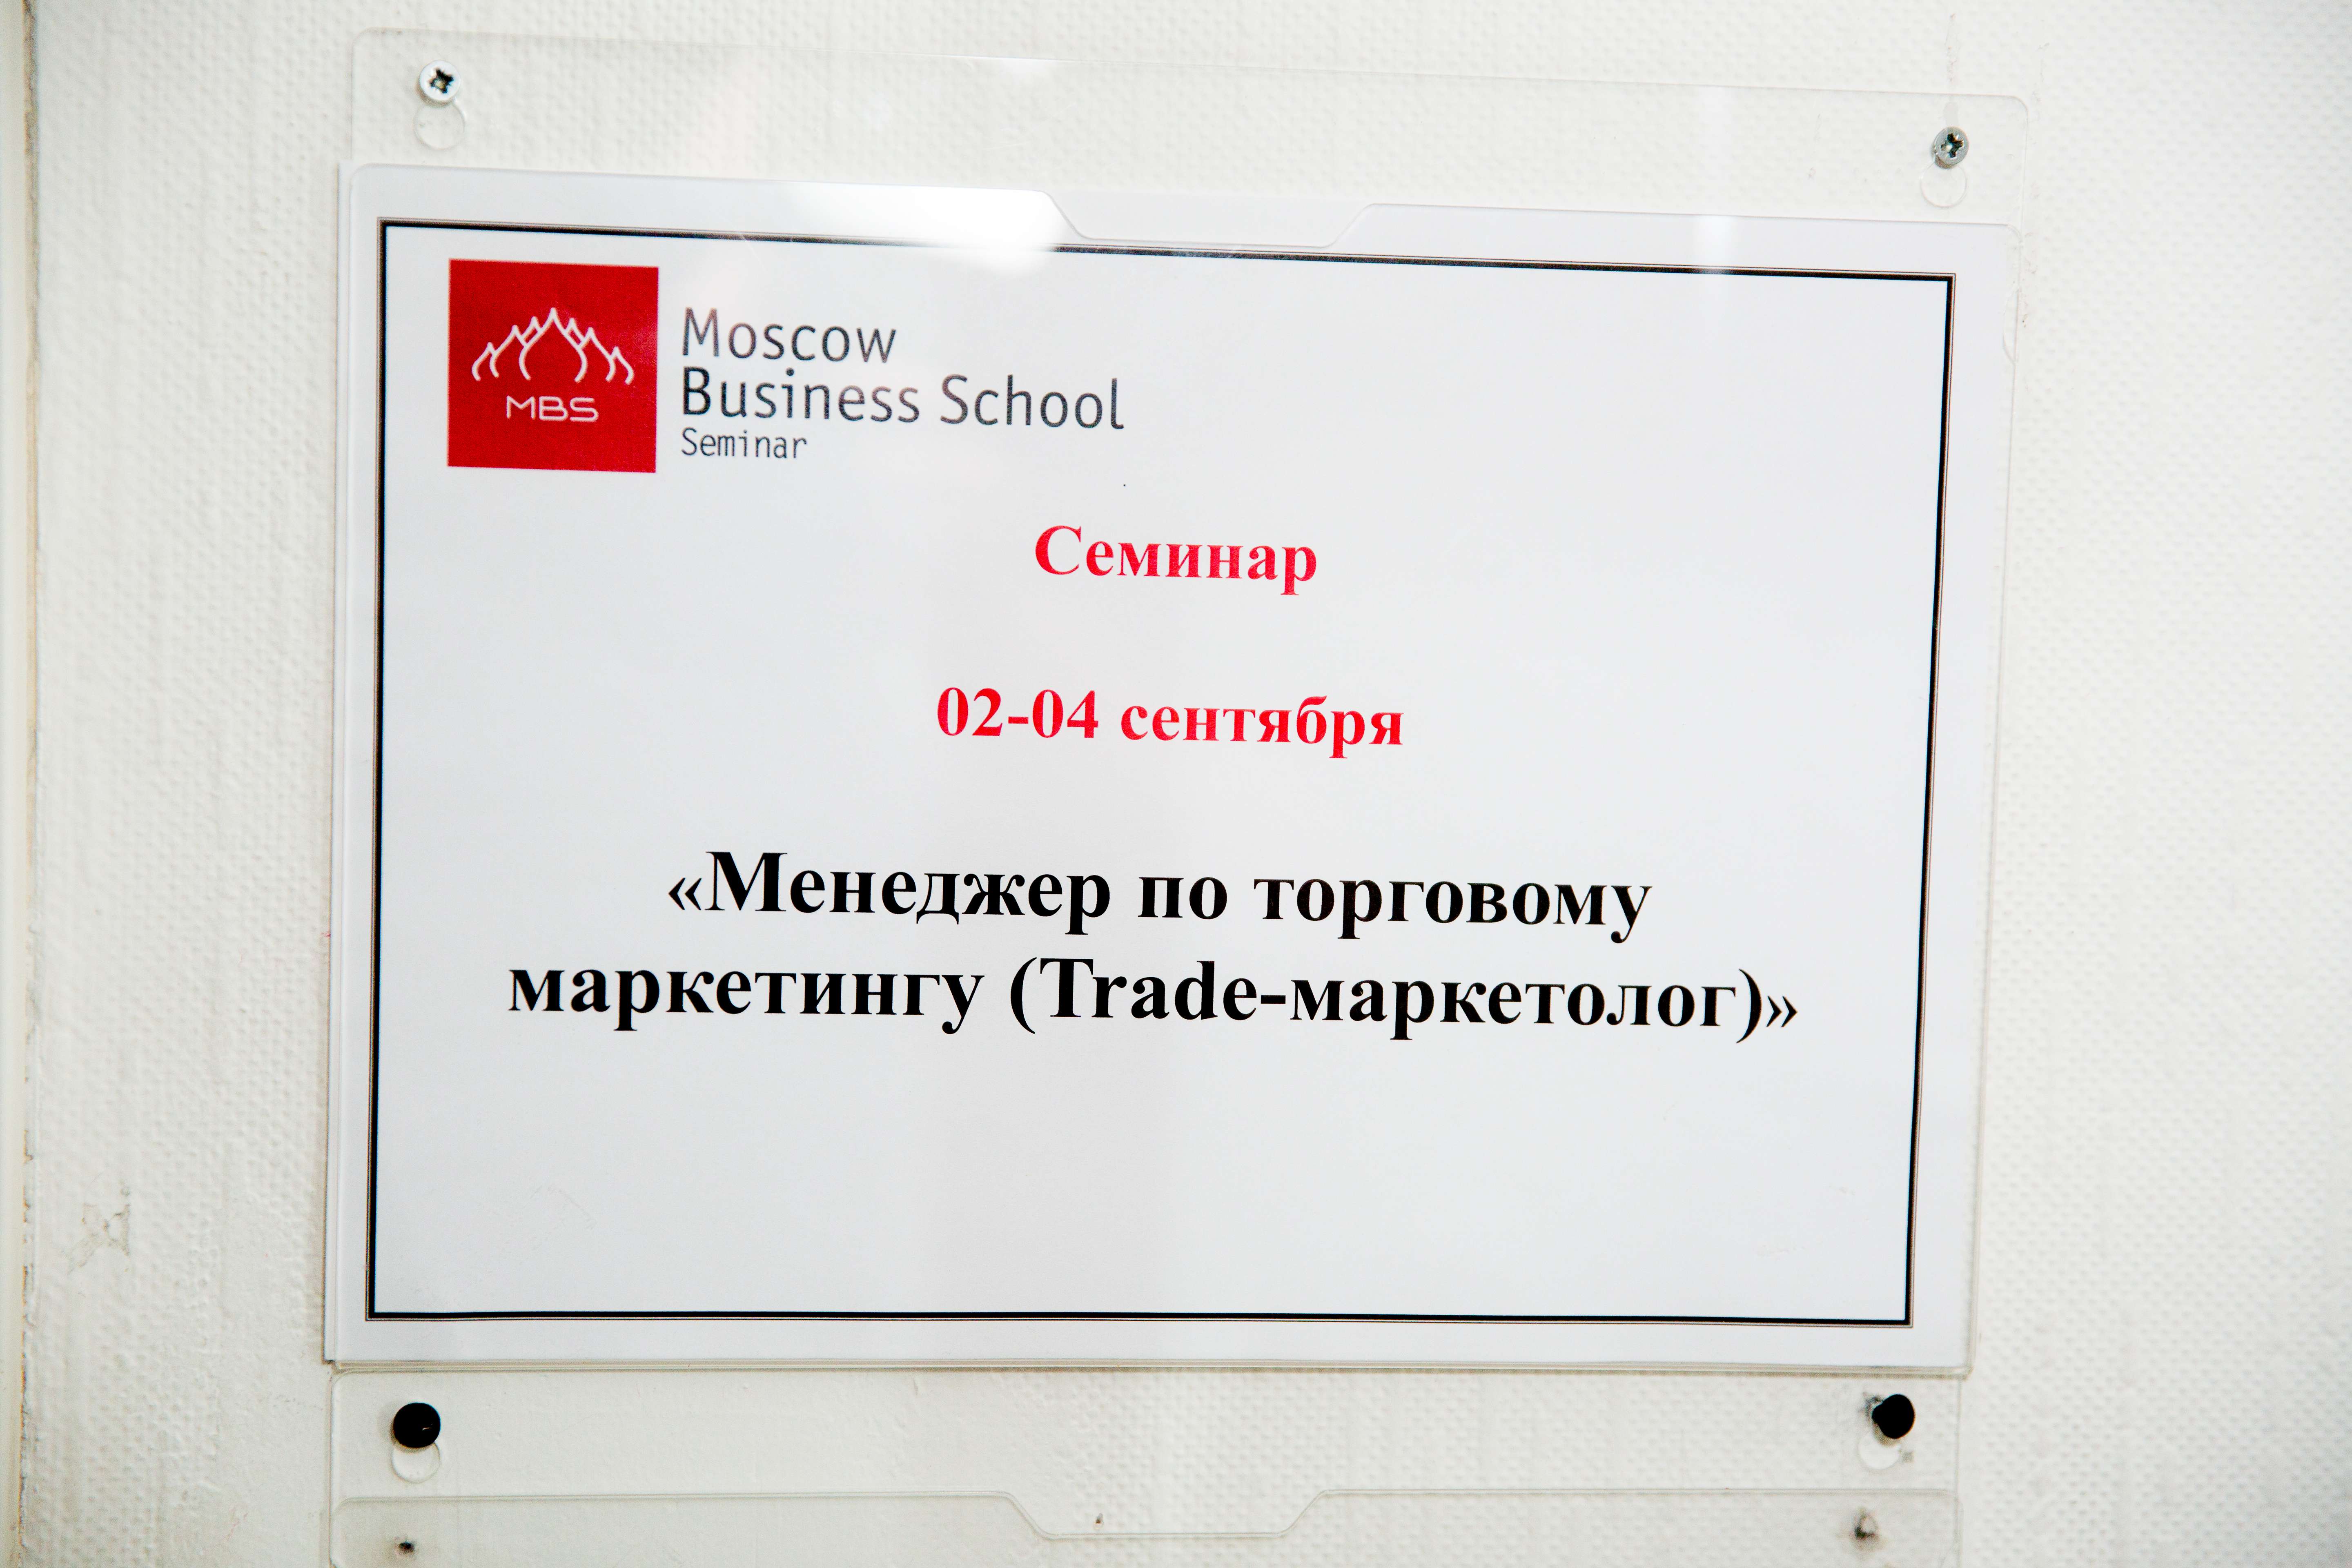 MBS
Moscow
Business School
Seminar
Семинар
02-04 сентября
«Менеджер по торговому
маркетингу (Trade-маркетолог)»